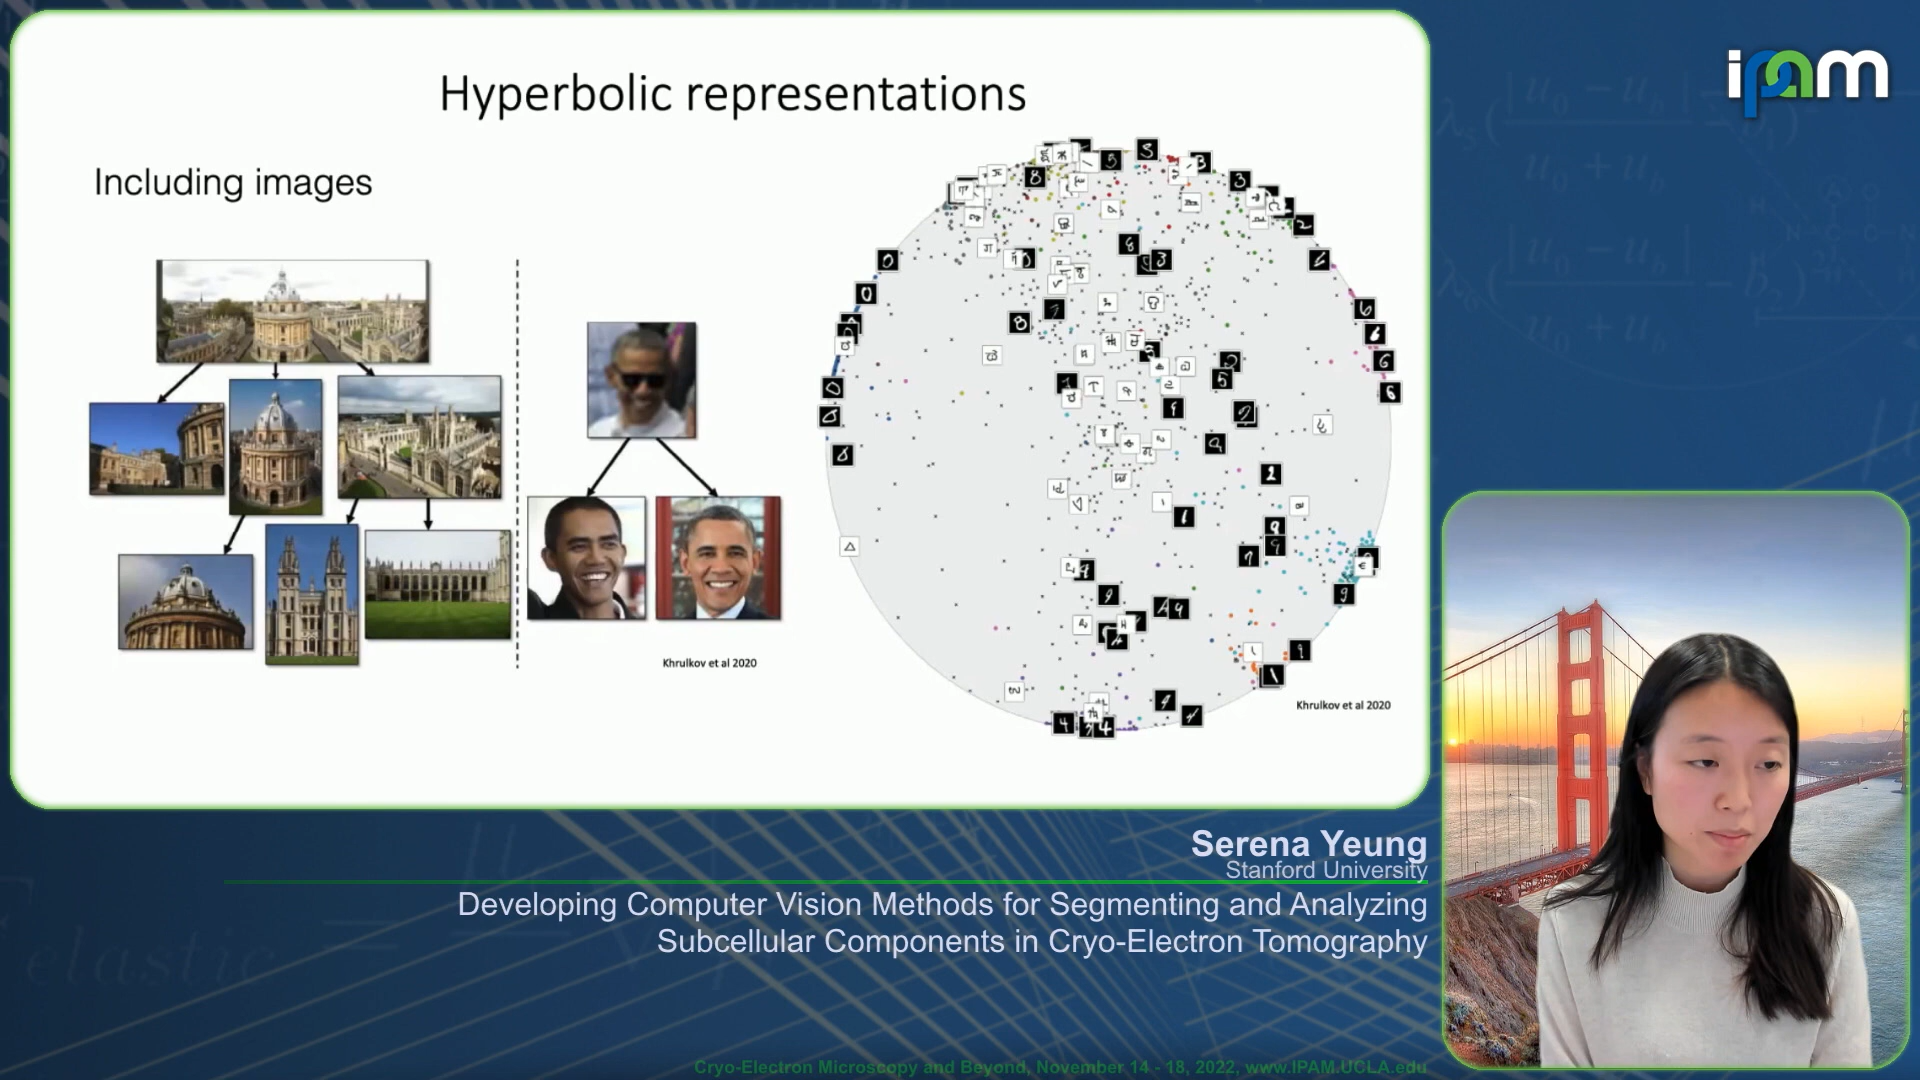 ipam
Hyperbolic representations
Including images
Khrulkov et al 2020
Khrulkov et al 2020
Serena Yeung
Stanford University
Developing Computer Vision Methods for Segmenting and Analyzing
Subcellular Components in Cryo-Electron Tomography
Cryo-Electron Microscopy and Beyond, November 14 - 18, 2022, www.IPAM.UCLA.edu